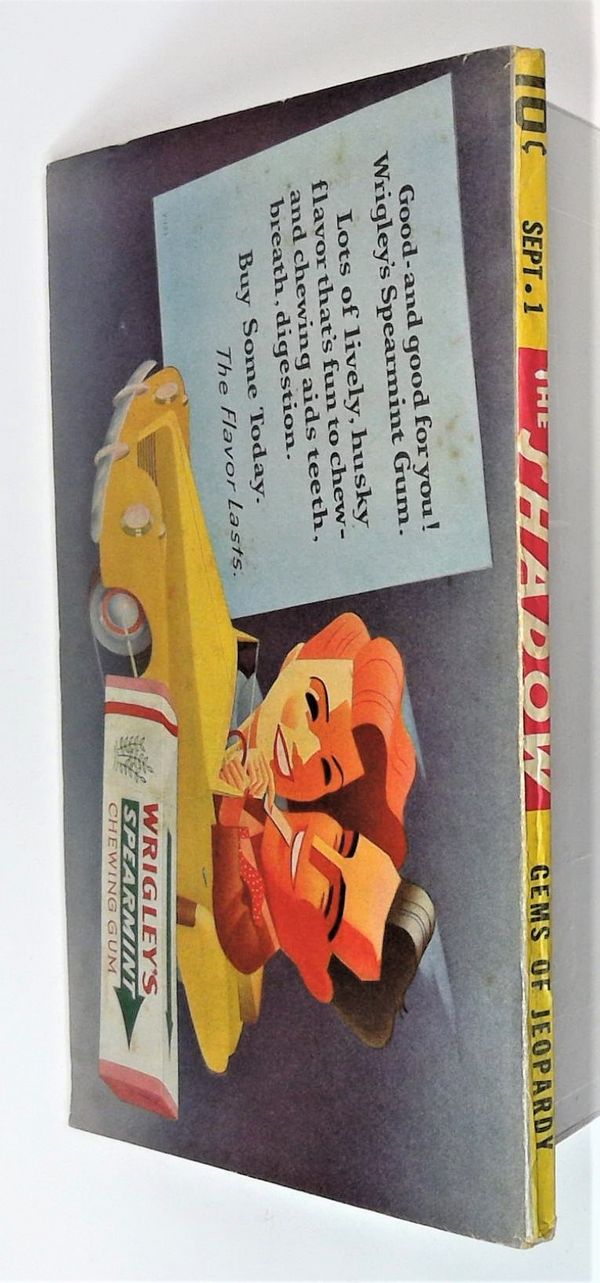 10¢ SEPT. 1 THE SHADOW GEMS OF JEOPARDY
Good-and good for you!
Wrigley's Spearmint Gum.
Lots of lively, husky
flavor that's fun to chew-
and chewing aids teeth,
breath, digestion.
Buy Some Today.
The Flavor Lasts.
WRIGLEY'S
SPEARMINT
CHEWING GUM